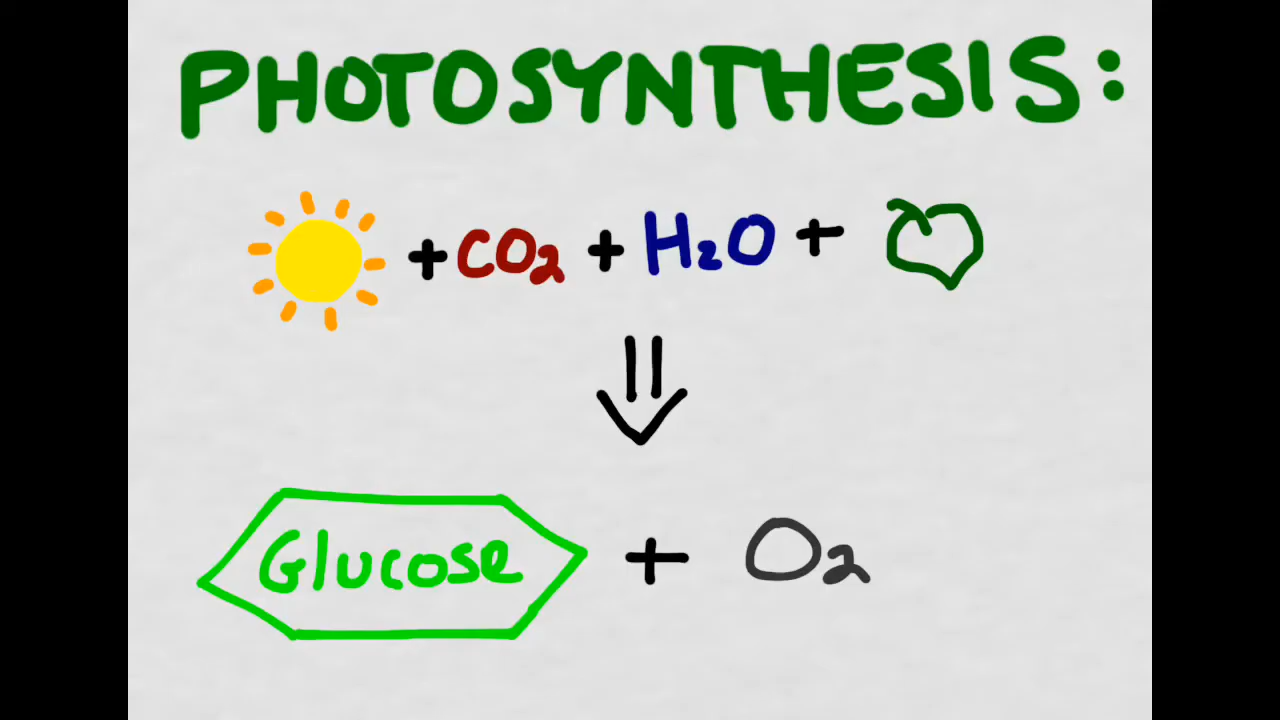 PHOTOSYNTHESIS:
+ CO2 + H2O +
Glucose + O2